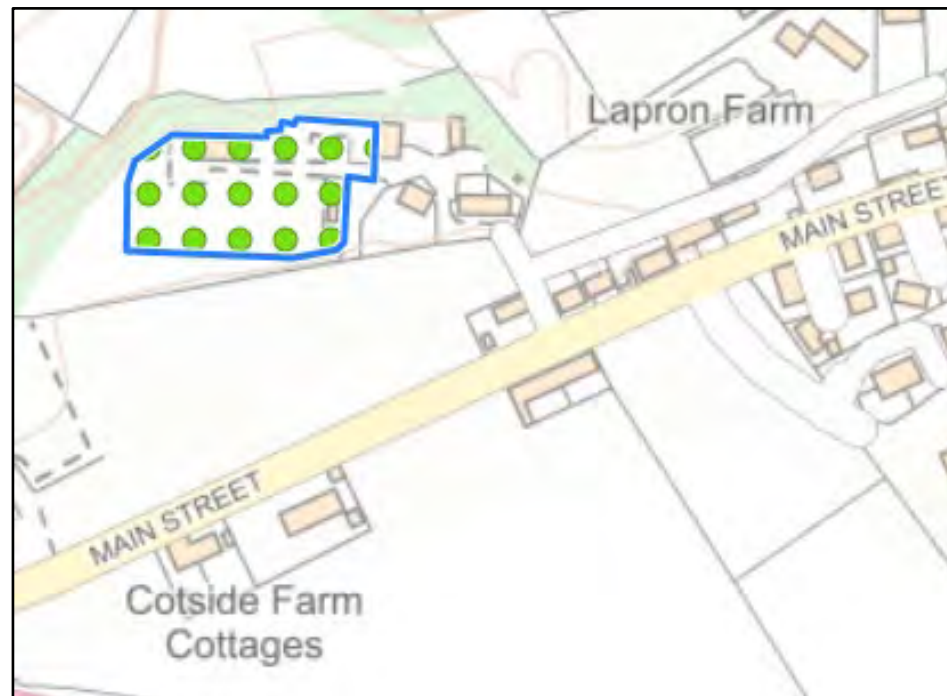 Lapron Farm
MAIN STREET
MAIN STREET
Cotside Farm
Cottages